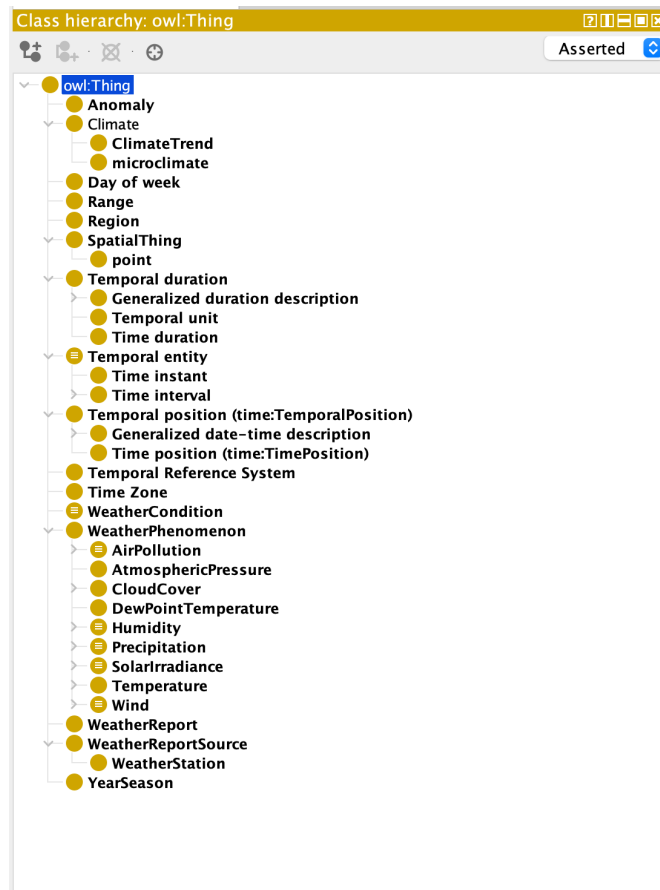 Class hierarchy: owl:Thing
Asserted
owl:Thing
Anomaly
Climate
ClimateTrend
microclimate
Day of week
Range
Region
SpatialThing
point
Temporal duration
Generalized duration description
Temporal unit
Time duration
Temporal entity
Time instant
Time interval
Temporal position (time:TemporalPosition)
Generalized date-time description
Time position (time:TimePosition)
Temporal Reference System
Time Zone
WeatherCondition
WeatherPhenomenon
AirPollution
AtmosphericPressure
CloudCover
DewPointTemperature
Humidity
Precipitation
SolarIrradiance
Temperature
Wind
WeatherReport
WeatherReportSource
WeatherStation
YearSeason